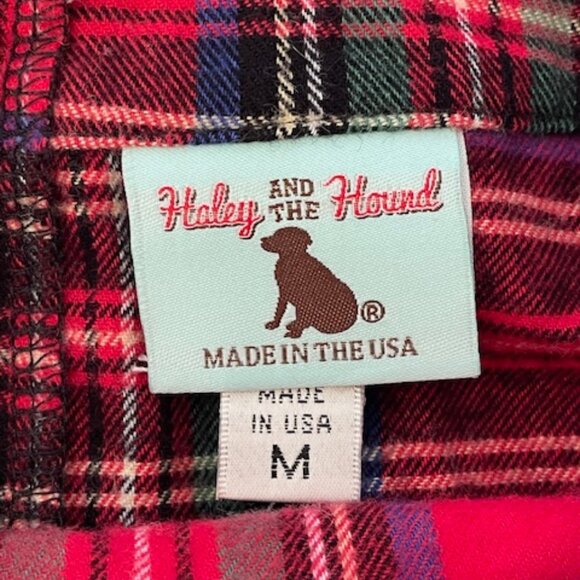 Haley AND THE Hound
®
MADE IN THE USA
MADE
IN USA
M